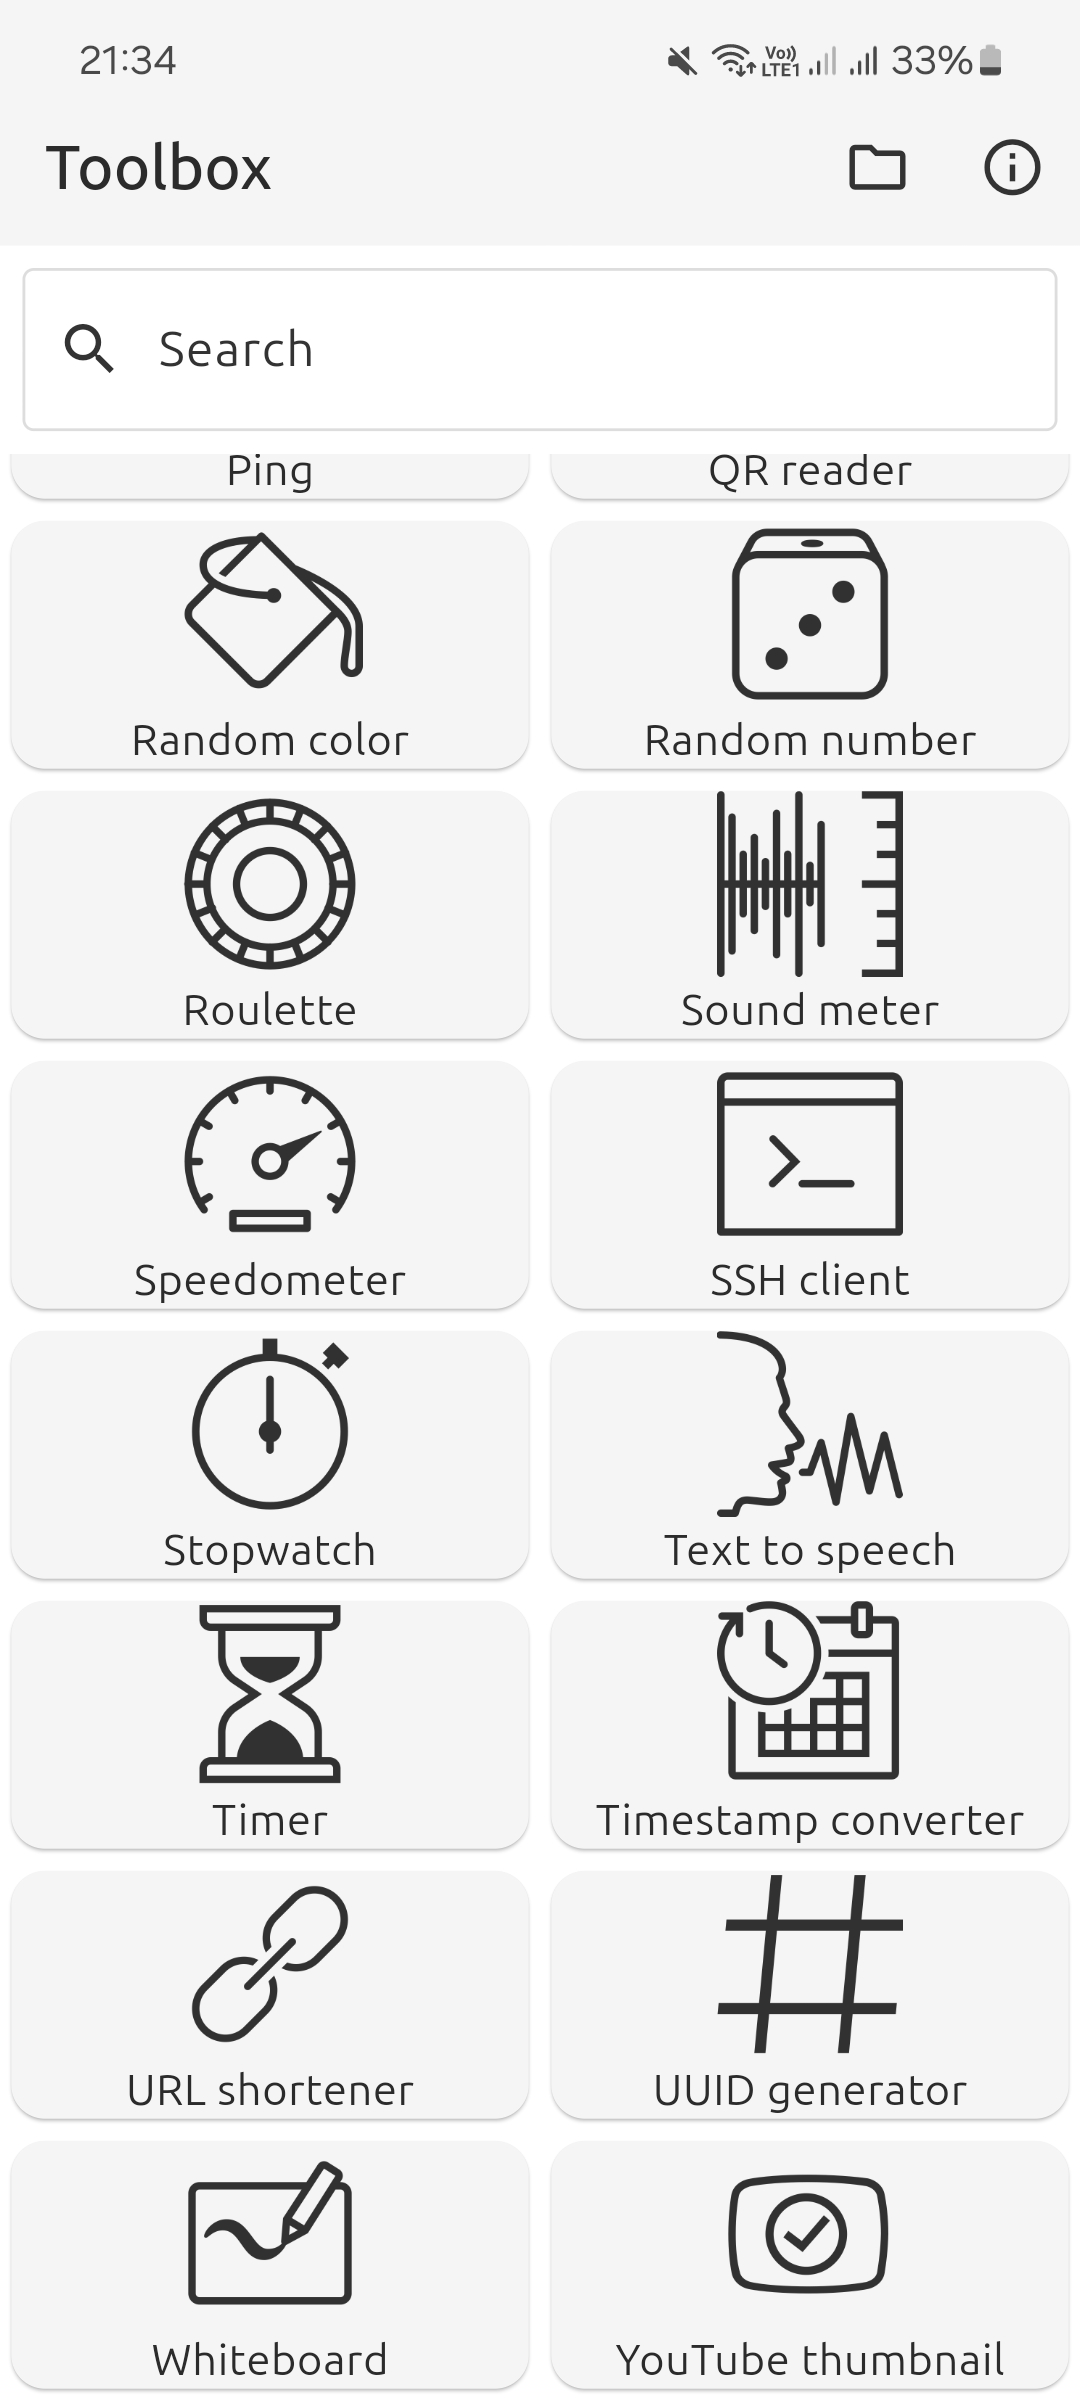 21:34
Vo)) LTE1
33%
Toolbox
Search
Ping
QR reader
Random color
Random number
Roulette
Sound meter
Speedometer
SSH client
Stopwatch
Text to speech
Timer
Timestamp converter
URL shortener
UUID generator
Whiteboard
YouTube thumbnail